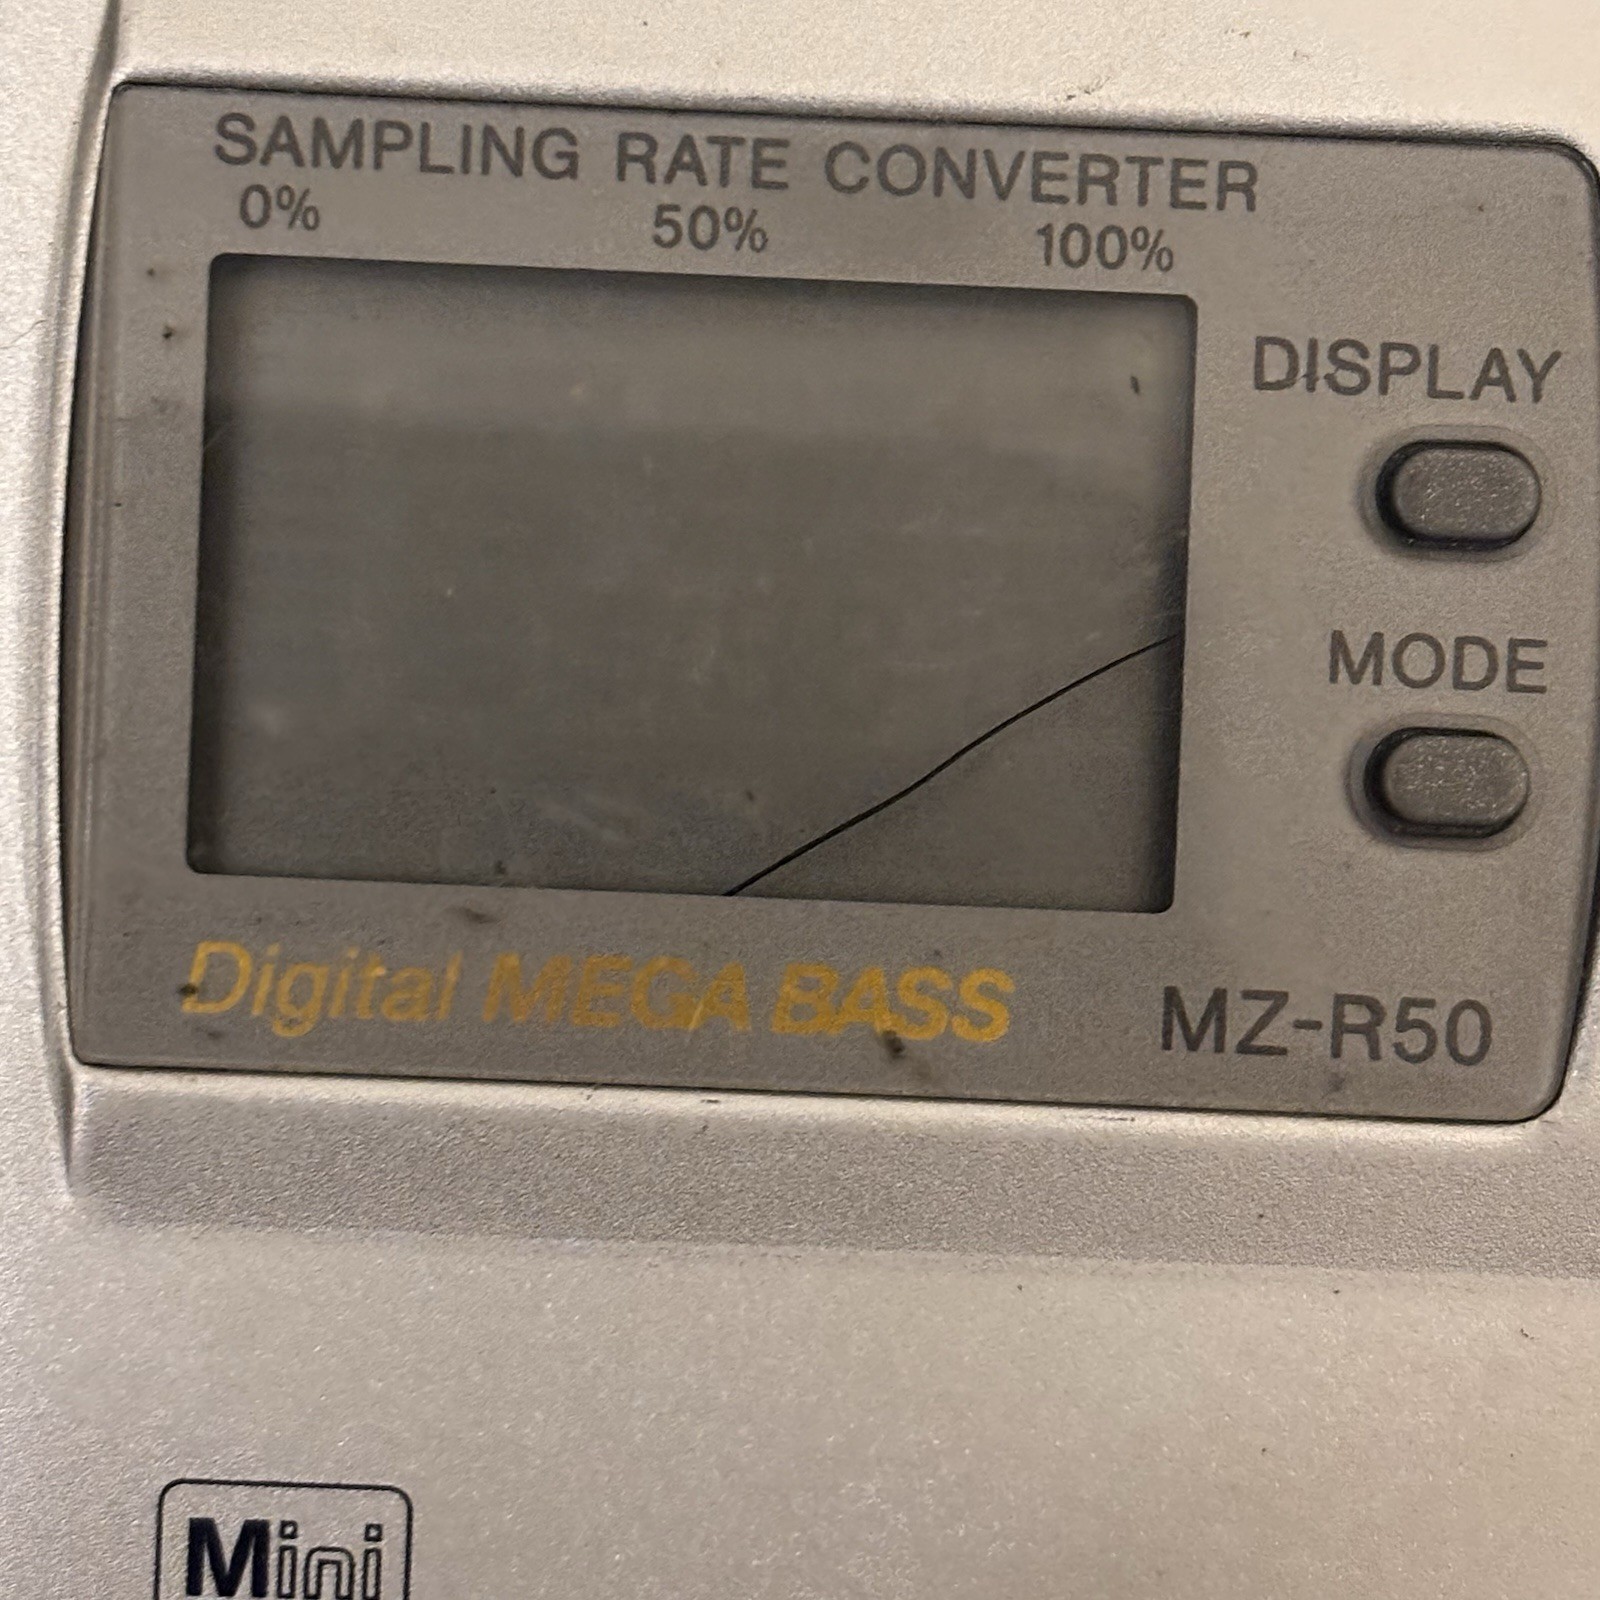 SAMPLING RATE CONVERTER
0% 50% 100%
DISPLAY
MODE
Digital MEGA BASS MZ-R50
Mini